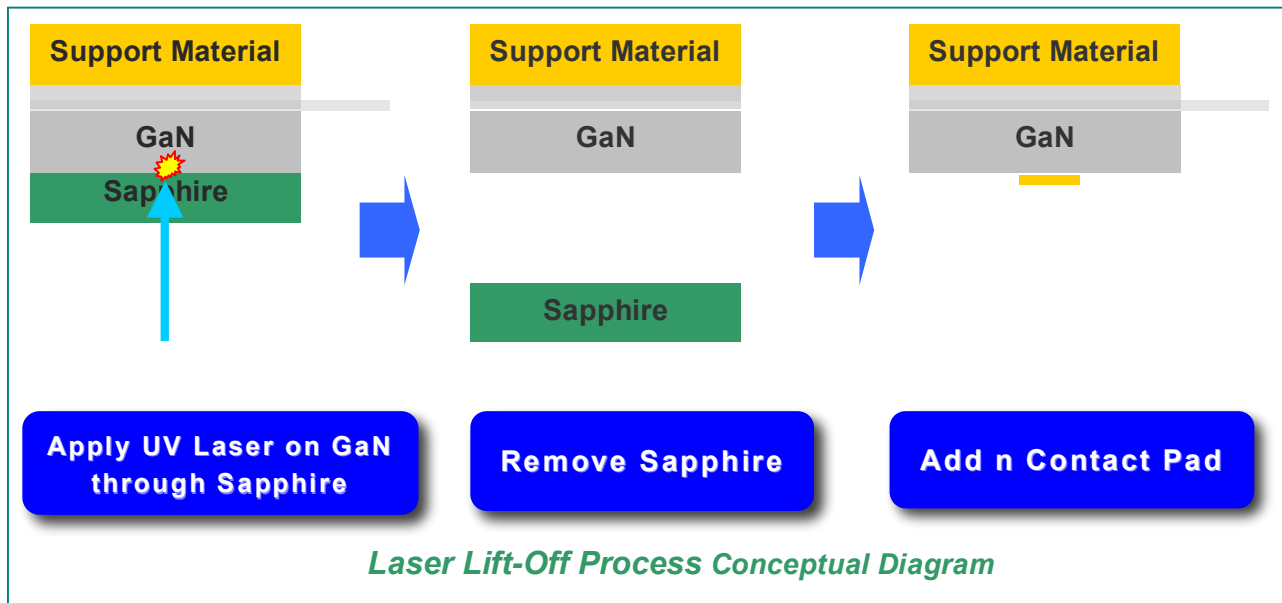 Support Material
GaN
Sapphire
Support Material
GaN
Sapphire
Support Material
GaN
Apply UV Laser on GaN
through Sapphire
Remove Sapphire
Add n Contact Pad
Laser Lift-Off Process Conceptual Diagram